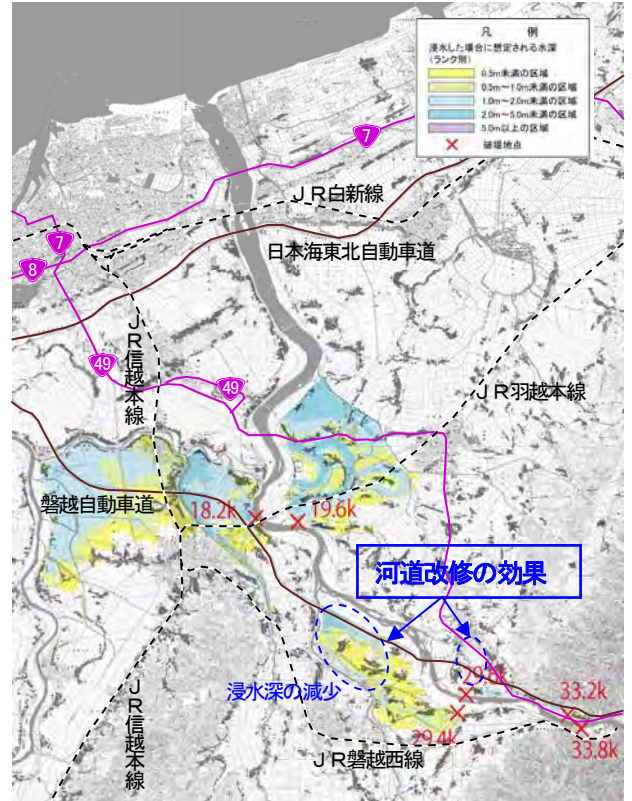 凡　例
浸水した場合に想定される水深
(ランク別)
0.5m未満の区域
0.5m～1.0m未満の区域
1.0m～2.0m未満の区域
2.0m～5.0m未満の区域
5.0m以上の区域
破堤地点
7
JR白新線
7
日本海東北自動車道
8
JR信越本線
49
49
JR羽越本線
磐越自動車道
18.2k
19.6k
河道改修の効果
浸水深の減少
33.2k
29.4k
33.8k
JR信越本線
JR磐越西線